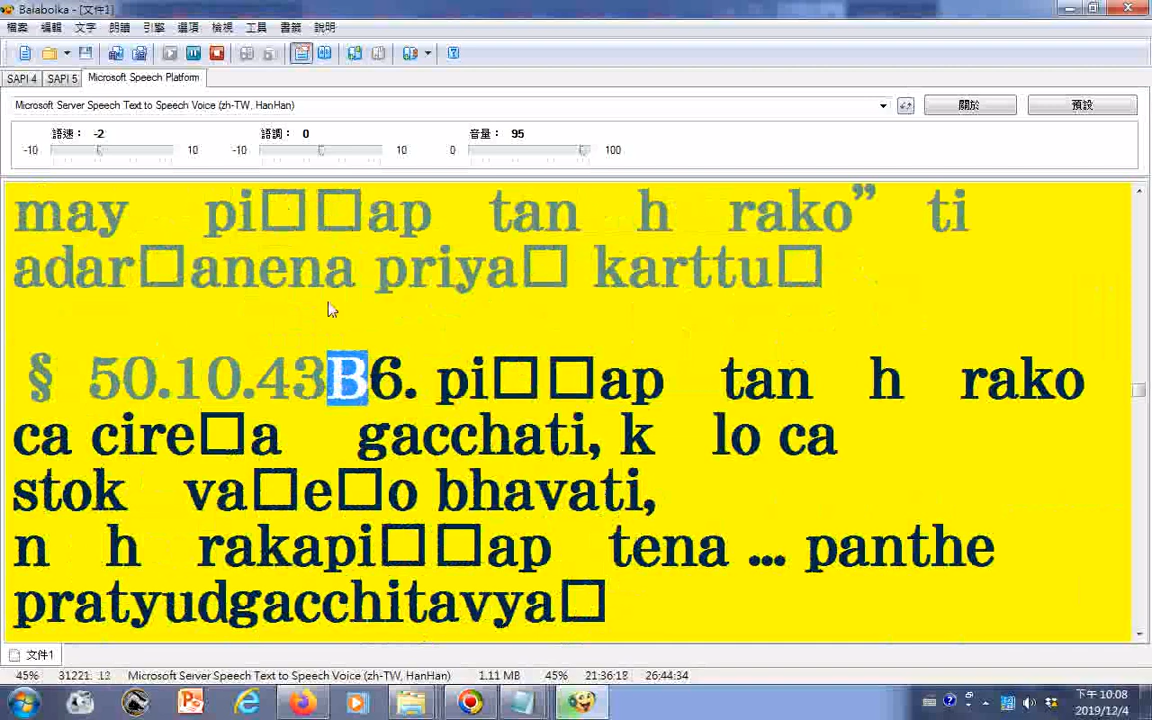 Balabolka - [文件1]
檔案 編輯 文字 朗讀 引擎 選項 檢視 工具 書籤 說明
SAPI 4 SAPI 5 Microsoft Speech Platform
Microsoft Server Speech Text to Speech Voice (zh-TW, HanHan) 關於 預設
語速： -2 語調： 0 音量： 95
-10 10 -10 10 0 100
may pi□□ap tan h rako” ti
adar□anena priya□ karttu□
§ 50.10.43B6. pi□□ap tan h rako
ca cire□a gacchati, k lo ca
stok va□e□o bhavati,
n h rakapi□□ap tena ... panthe
pratyudgacchitavya□
文件1
45% 31221: 13 Microsoft Server Speech Text to Speech Voice (zh-TW, HanHan) 1.11 MB 45% 21:36:18 26:44:34
下午 10:08
2019/12/4